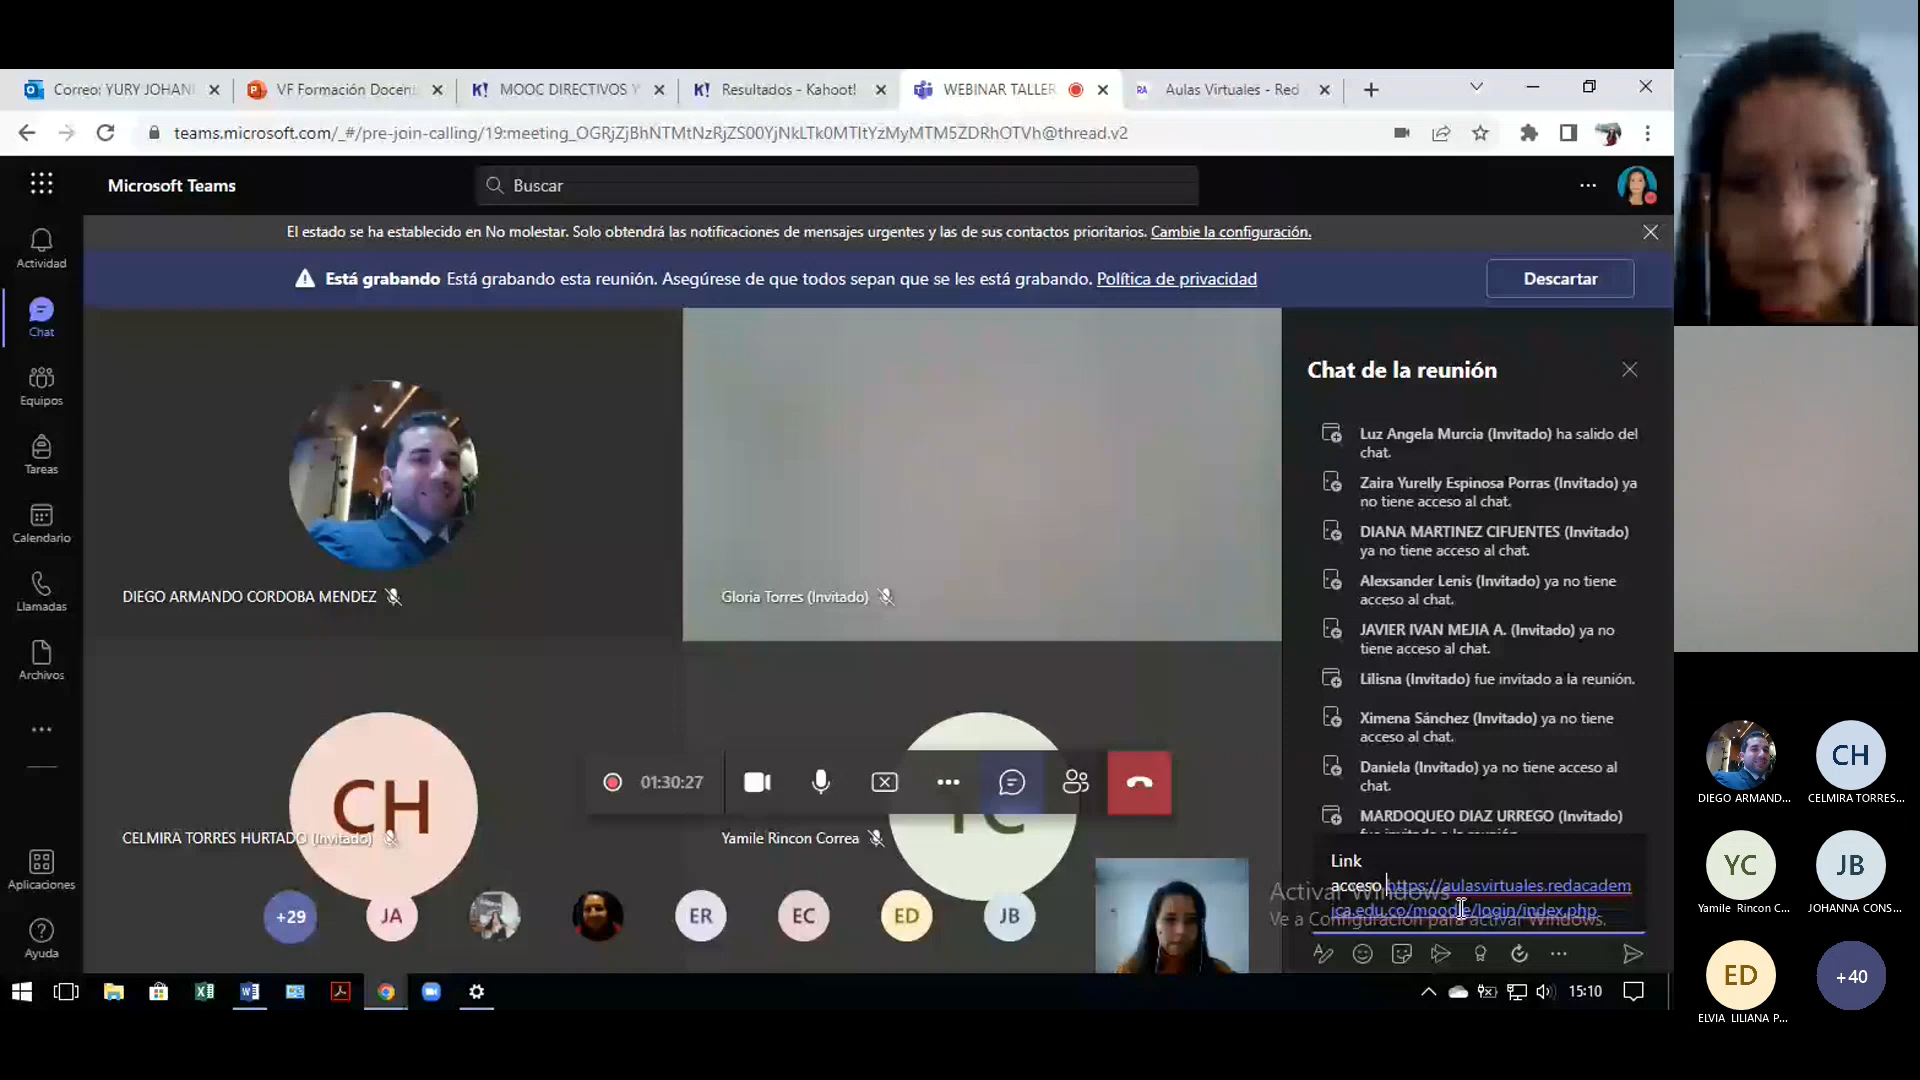 Correo: YURY JOHAN
VF Formación Docen
K! MOOC DIRECTIVOS Y
K! Resultados - Kahoot!
WEBINAR TALLER
RA Aulas Virtuales - Red
teams.microsoft.com/_#/pre-join-calling/19:meeting_OGRjZjBhNTMtNzRjZS00YjNkLTk0MTItYzMyMTM5ZDRhOTVh@thread.v2
Microsoft Teams
Buscar
El estado se ha establecido en No molestar. Solo obtendrá las notificaciones de mensajes urgentes y las de sus contactos prioritarios. Cambie la configuración.
Está grabando Está grabando esta reunión. Asegúrese de que todos sepan que se les está grabando. Política de privacidad
Descartar
Actividad
Chat
Equipos
Tareas
Calendario
Llamadas
Archivos
Aplicaciones
Ayuda
DIEGO ARMANDO CORDOBA MENDEZ
Gloria Torres (Invitado)
CH
CELMIRA TORRES HURTADO (Invitado)
YC
Yamile Rincon Correa
01:30:27
+29
JA
ER
EC
ED
JB
Chat de la reunión
Luz Angela Murcia (Invitado) ha salido del
chat.
Zaira Yurelly Espinosa Porras (Invitado) ya
no tiene acceso al chat.
DIANA MARTINEZ CIFUENTES (Invitado)
ya no tiene acceso al chat.
Alexsander Lenis (Invitado) ya no tiene
acceso al chat.
JAVIER IVAN MEJIA A. (Invitado) ya no
tiene acceso al chat.
Lilisna (Invitado) fue invitado a la reunión.
Ximena Sánchez (Invitado) ya no tiene
acceso al chat.
Daniela (Invitado) ya no tiene acceso al
chat.
MARDOQUEO DIAZ URREGO (Invitado)
fue invitado a la reunión.
Link
acceso https://aulasvirtuales.redacadem
ica.edu.co/moodle/login/index.php
Activar Windows
Ve a Configuración para activar Windows.
15:10
DIEGO ARMAND...
CH
CELMIRA TORRES...
YC
Yamile Rincon C...
JB
JOHANNA CONS...
ED
ELVIA LILIANA P...
+40